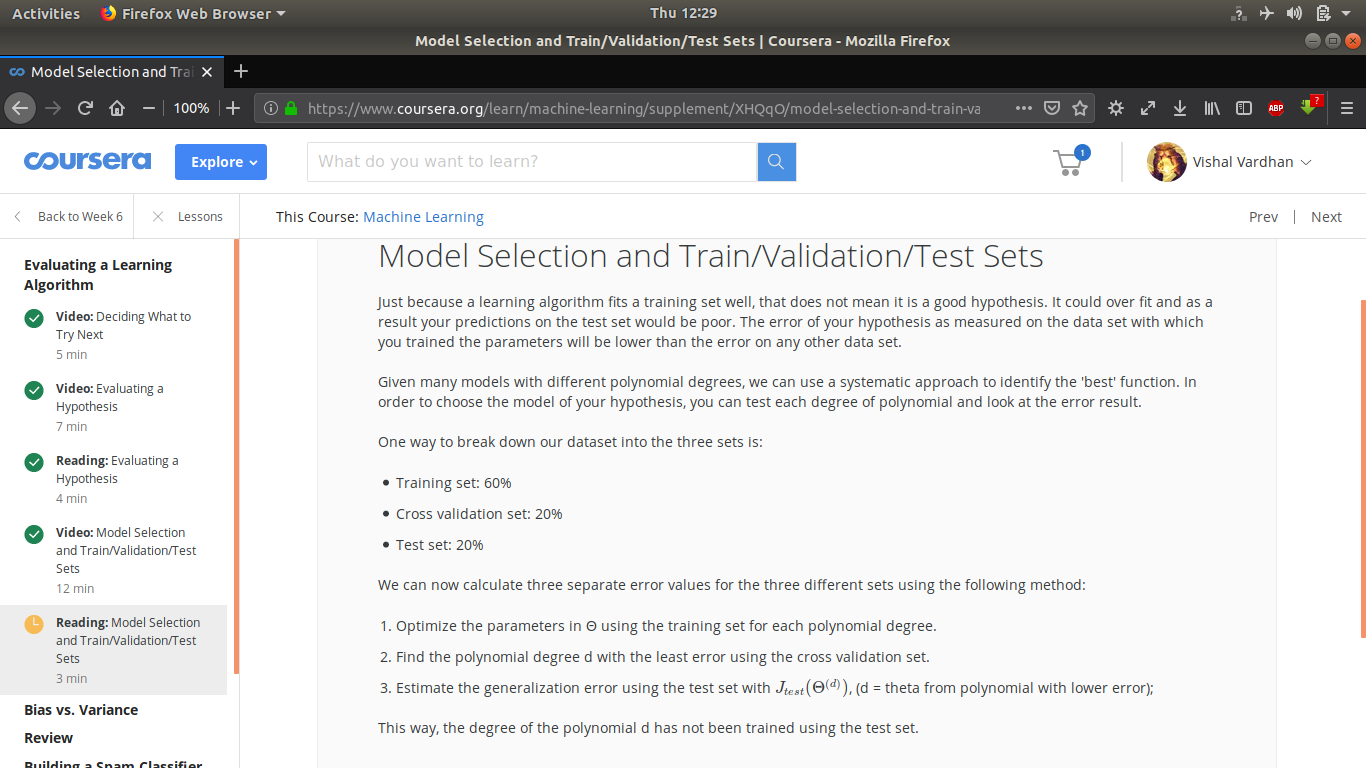 Activities Firefox Web Browser Thu 12:29
Model Selection and Train/Validation/Test Sets | Coursera - Mozilla Firefox
Model Selection and Trai
100% https://www.coursera.org/learn/machine-learning/supplement/XHQqO/model-selection-and-train-va ABP ?
coursera Explore What do you want to learn? 1 Vishal Vardhan
Back to Week 6 Lessons This Course: Machine Learning Prev | Next
Evaluating a Learning
Algorithm
Video: Deciding What to
Try Next
5 min
Video: Evaluating a
Hypothesis
7 min
Reading: Evaluating a
Hypothesis
4 min
Video: Model Selection
and Train/Validation/Test
Sets
12 min
Reading: Model Selection
and Train/Validation/Test
Sets
3 min
Bias vs. Variance
Review
Building a Spam Classifier
Model Selection and Train/Validation/Test Sets
Just because a learning algorithm fits a training set well, that does not mean it is a good hypothesis. It could over fit and as a
result your predictions on the test set would be poor. The error of your hypothesis as measured on the data set with which
you trained the parameters will be lower than the error on any other data set.
Given many models with different polynomial degrees, we can use a systematic approach to identify the 'best' function. In
order to choose the model of your hypothesis, you can test each degree of polynomial and look at the error result.
One way to break down our dataset into the three sets is:
• Training set: 60%
• Cross validation set: 20%
• Test set: 20%
We can now calculate three separate error values for the three different sets using the following method:
1. Optimize the parameters in Θ using the training set for each polynomial degree.
2. Find the polynomial degree d with the least error using the cross validation set.
3. Estimate the generalization error using the test set with J_test(Θ^(d)), (d = theta from polynomial with lower error);
This way, the degree of the polynomial d has not been trained using the test set.